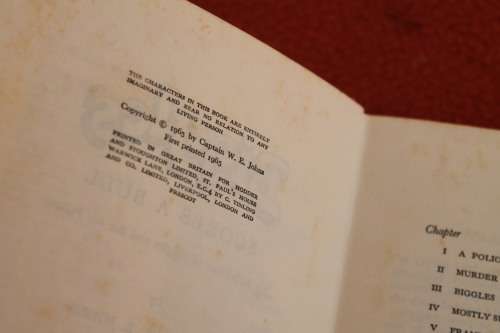 THE CHARACTERS IN THIS BOOK ARE ENTIRELY
IMAGINARY AND BEAR NO RELATION TO ANY
LIVING PERSON
Copyright © 1963 by Captain W. E. Johns
First printed 1963
PRINTED IN GREAT BRITAIN FOR HODDER
AND STOUGHTON LIMITED, ST. PAUL'S HOUSE
WARWICK LANE, LONDON, E.C.4 BY C. TINLING
AND CO. LIMITED, LIVERPOOL, LONDON AND
PRESCOT
Chapter
I A POLIC
II MURDER
III BIGGLES
IV MOSTLY S
V